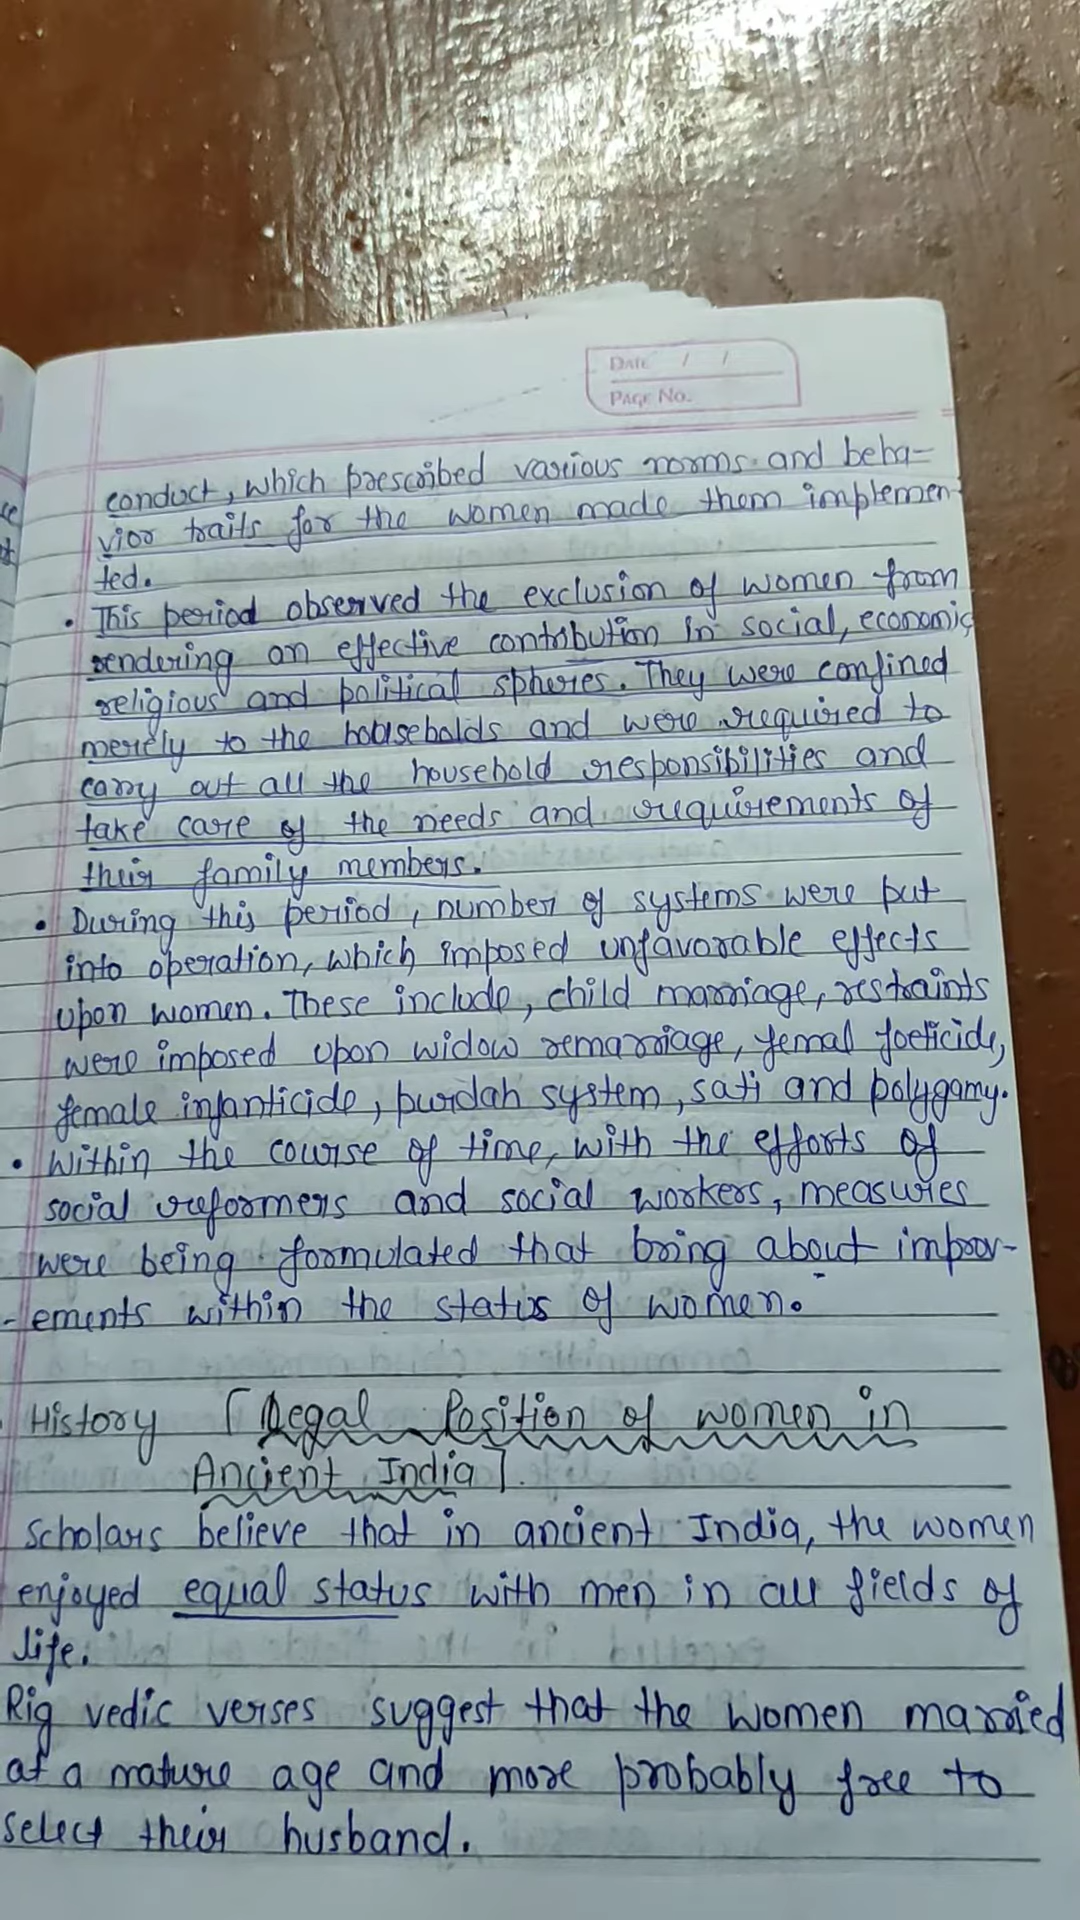 DATE / /
PAGE NO.
conduct, which prescribed various norms and beha-
vior traits for the women made them implemen-
ted.
• This period observed the exclusion of women from
rendering an effective contribution in social, economic
religious and political spheres. They were confined
merely to the households and were required to
carry out all the household responsibilities and
take care of the needs and requirements of
their family members.
• During this period, number of systems were put
into operation, which imposed unfavorable effects
upon women. These include, child marriage, restraints
were imposed upon widow remarriage, femal foeticide,
female infanticide, purdah system, sati and polygamy.
• Within the course of time, with the efforts of
social reformers and social workers, measures
were being formulated that bring about improv-
-ements within the status of women.
History [Legal Position of women in
Ancient India].
Scholars believe that in ancient India, the women
enjoyed equal status with men in all fields of
life.
Rig vedic verses suggest that the women married
at a mature age and more probably free to
select their husband.